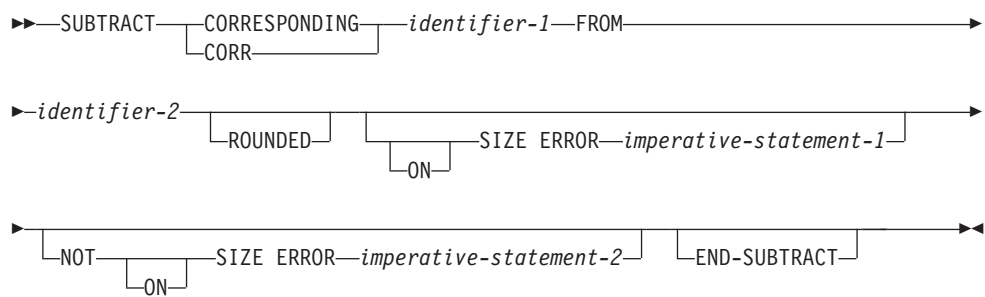 SUBTRACT CORRESPONDING identifier-1 FROM
CORR
identifier-2
ROUNDED SIZE ERROR imperative-statement-1
ON
NOT SIZE ERROR imperative-statement-2 END-SUBTRACT
ON